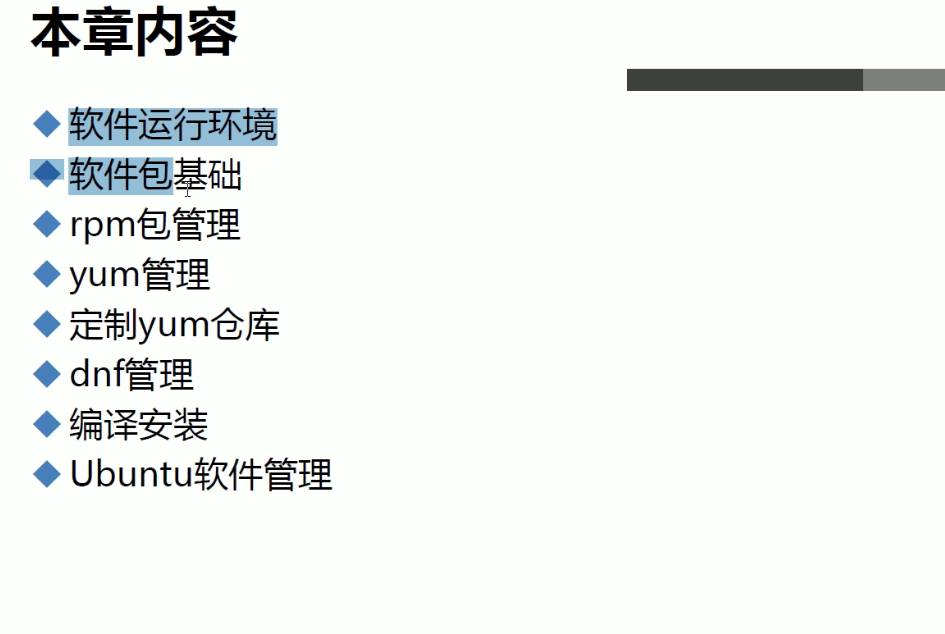 本章内容
软件运行环境
软件包基础
rpm包管理
yum管理
定制yum仓库
dnf管理
编译安装
Ubuntu软件管理